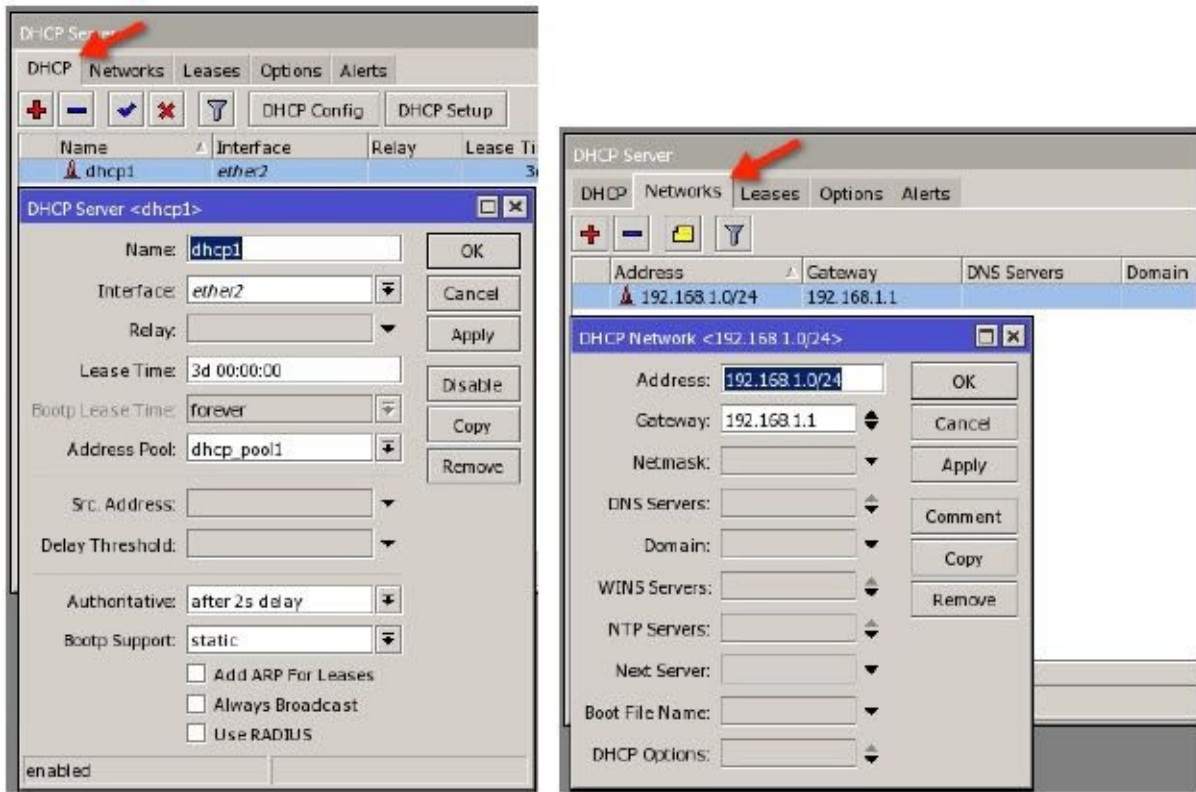 DHCP Server
DHCP Networks Leases Options Alerts
DHCP Config DHCP Setup
Name Interface Relay Lease Ti
dhcp1 ether2 3d
DHCP Server <dhcp1>
Name: dhcp1
OK
Interface: ether2
Cancel
Relay:
Apply
Lease Time: 3d 00:00:00
Disable
Bootp Lease Time: forever
Copy
Address Pool: dhcp_pool1
Remove
Src. Address:
Delay Threshold:
Authoritative: after 2s delay
Bootp Support: static
Add ARP For Leases
Always Broadcast
Use RADIUS
enabled
DHCP Server
DHCP Networks Leases Options Alerts
Address Gateway DNS Servers Domain
192.168.1.0/24 192.168.1.1
DHCP Network <192.168.1.0/24>
Address: 192.168.1.0/24
OK
Gateway: 192.168.1.1
Cancel
Netmask:
Apply
DNS Servers:
Comment
Domain:
Copy
WINS Servers:
Remove
NTP Servers:
Next Server:
Boot File Name:
DHCP Options: